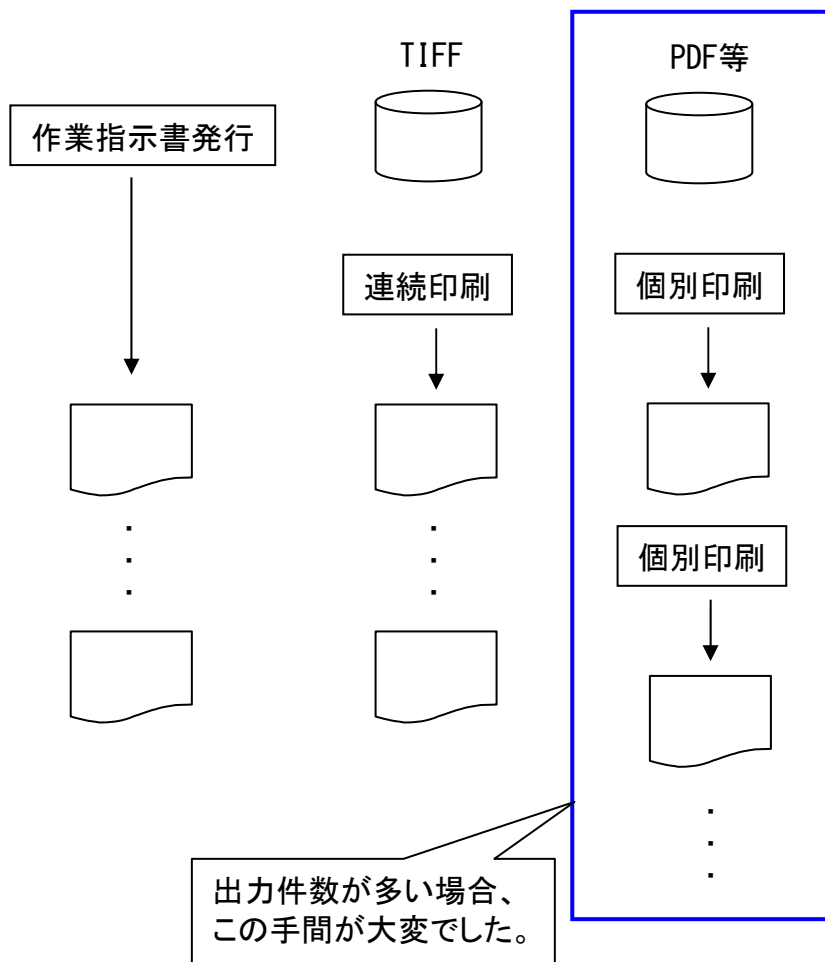 TIFF
PDF等
作業指示書発行
連続印刷
個別印刷
個別印刷
出力件数が多い場合、
この手間が大変でした。